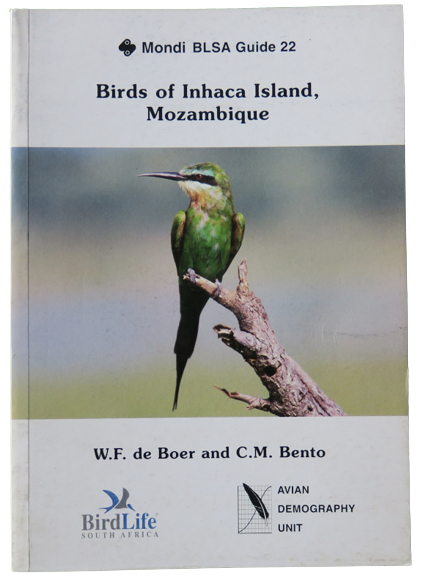 Mondi BLSA Guide 22
Birds of Inhaca Island,
Mozambique
W.F. de Boer and C.M. Bento
BirdLife
SOUTH AFRICA
AVIAN
DEMOGRAPHY
UNIT